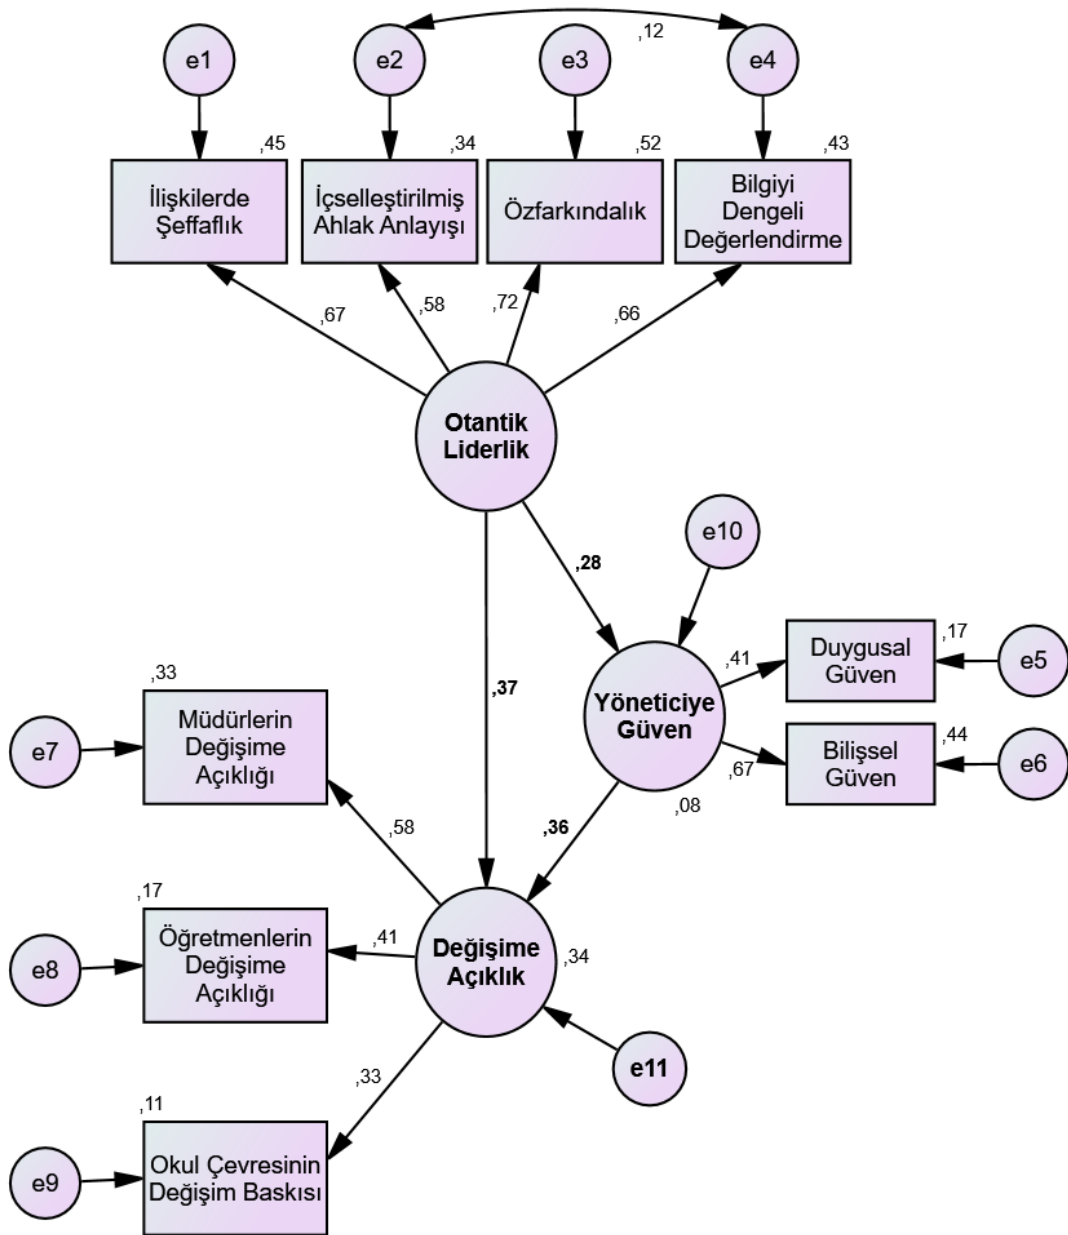 ,12
e1
e2
e3
e4
,45
,34
,52
,43
İlişkilerde
Şeffaflık
İçselleştirilmiş
Ahlak Anlayışı
Özfarkındalık
Bilgiyi
Dengeli
Değerlendirme
,67
,58
,72
,66
Otantik
Liderlik
e10
,28
,37
Duygusal
Güven
,17
e5
,41
Yöneticiye
Güven
Bilişsel
Güven
,44
e6
,67
,08
,33
Müdürlerin
Değişime
Açıklığı
e7
,58
,36
,17
Öğretmenlerin
Değişime
Açıklığı
e8
,41
Değişime
Açıklık
,34
e11
,33
,11
Okul Çevresinin
Değişim Baskısı
e9